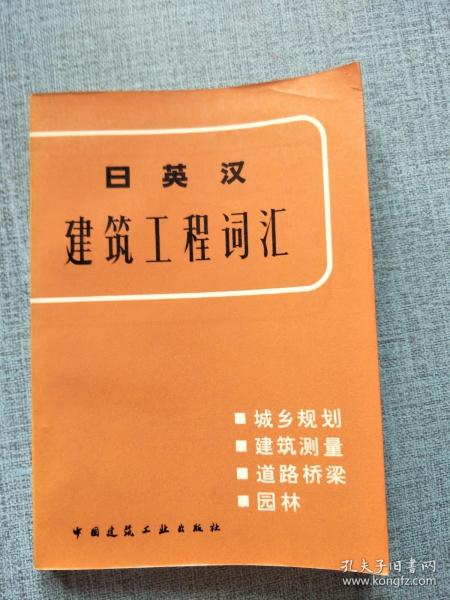 日英汉
建筑工程词汇
■城乡规划
■建筑测量
■道路桥梁
■园林
中国建筑工业出版社
孔夫子旧书网
www.kongfz.com